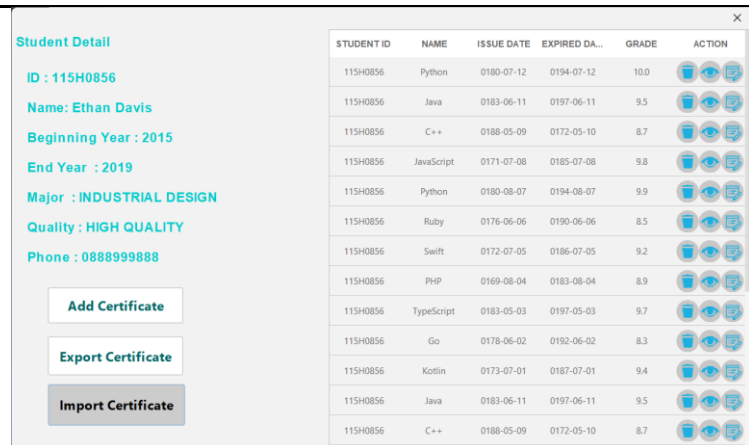 Student Detail
ID : 115H0856
Name: Ethan Davis
Beginning Year : 2015
End Year : 2019
Major : INDUSTRIAL DESIGN
Quality : HIGH QUALITY
Phone : 0888999888
Add Certificate
Export Certificate
Import Certificate
STUDENT ID NAME ISSUE DATE EXPIRED DA... GRADE ACTION
115H0856 Python 0180-07-12 0194-07-12 10.0
115H0856 Java 0183-06-11 0197-06-11 9.5
115H0856 C++ 0188-05-09 0172-05-10 8.7
115H0856 JavaScript 0171-07-08 0185-07-08 9.8
115H0856 Python 0180-08-07 0194-08-07 9.9
115H0856 Ruby 0176-06-06 0190-06-06 8.5
115H0856 Swift 0172-07-05 0186-07-05 9.2
115H0856 PHP 0169-08-04 0183-08-04 8.9
115H0856 TypeScript 0183-05-03 0197-05-03 9.7
115H0856 Go 0178-06-02 0192-06-02 8.3
115H0856 Kotlin 0173-07-01 0187-07-01 9.4
115H0856 Java 0183-06-11 0197-06-11 9.5
115H0856 C++ 0188-05-09 0172-05-10 8.7